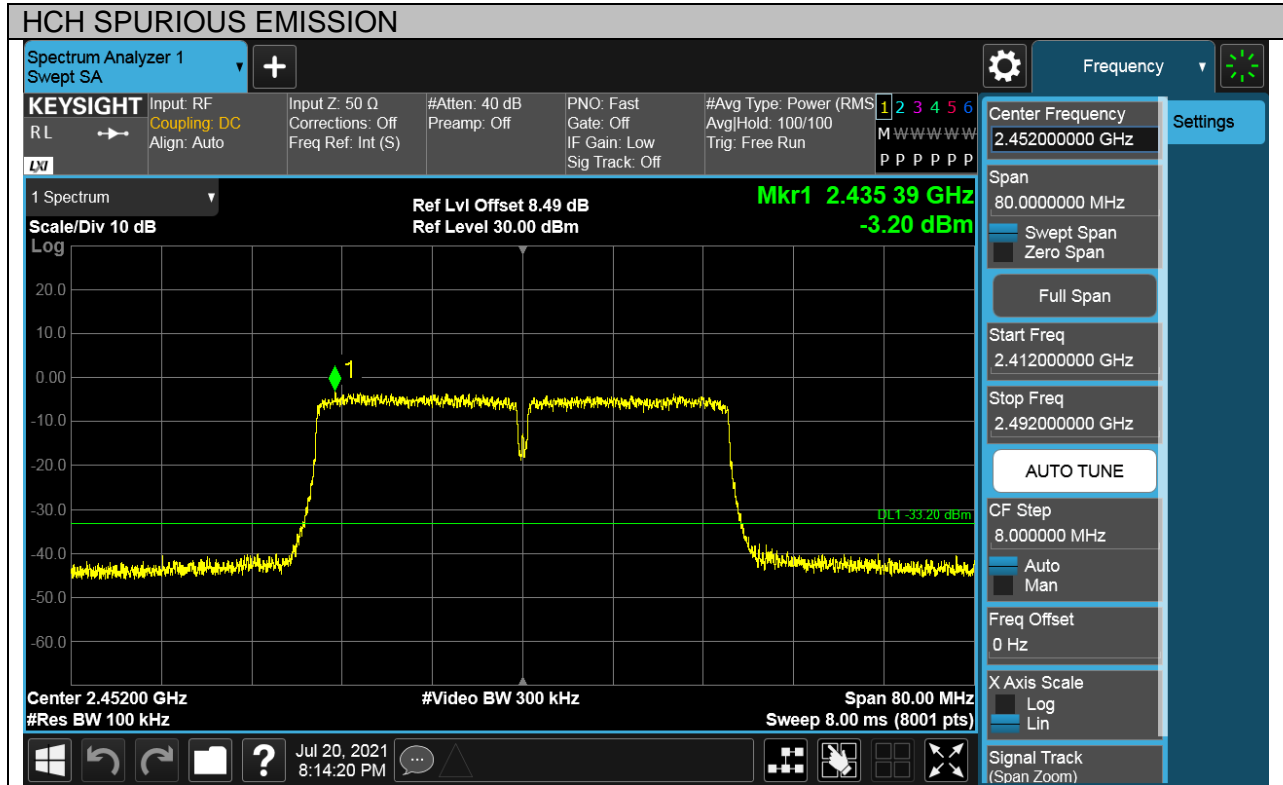 HCH SPURIOUS EMISSION
Spectrum Analyzer 1
Swept SA
Frequency
KEYSIGHT
R L
LXI
Input: RF
Coupling: DC
Align: Auto
Input Z: 50 Ω
Corrections: Off
Freq Ref: Int (S)
#Atten: 40 dB
Preamp: Off
PNO: Fast
Gate: Off
IF Gain: Low
Sig Track: Off
#Avg Type: Power (RMS
Avg|Hold: 100/100
Trig: Free Run
1 2 3 4 5 6
M W W W W W
P P P P P P
1 Spectrum
Scale/Div 10 dB
Ref Lvl Offset 8.49 dB
Ref Level 30.00 dBm
Mkr1 2.435 39 GHz
-3.20 dBm
Log
20.0
10.0
0.00
-10.0
-20.0
-30.0
-40.0
-50.0
-60.0
1
DL1 -33.20 dBm
Center 2.45200 GHz
#Res BW 100 kHz
#Video BW 300 kHz
Span 80.00 MHz
Sweep 8.00 ms (8001 pts)
Center Frequency
2.452000000 GHz
Settings
Span
80.0000000 MHz
Swept Span
Zero Span
Full Span
Start Freq
2.412000000 GHz
Stop Freq
2.492000000 GHz
AUTO TUNE
CF Step
8.000000 MHz
Auto
Man
Freq Offset
0 Hz
X Axis Scale
Log
Lin
Signal Track
(Span Zoom)
?
Jul 20, 2021
8:14:20 PM